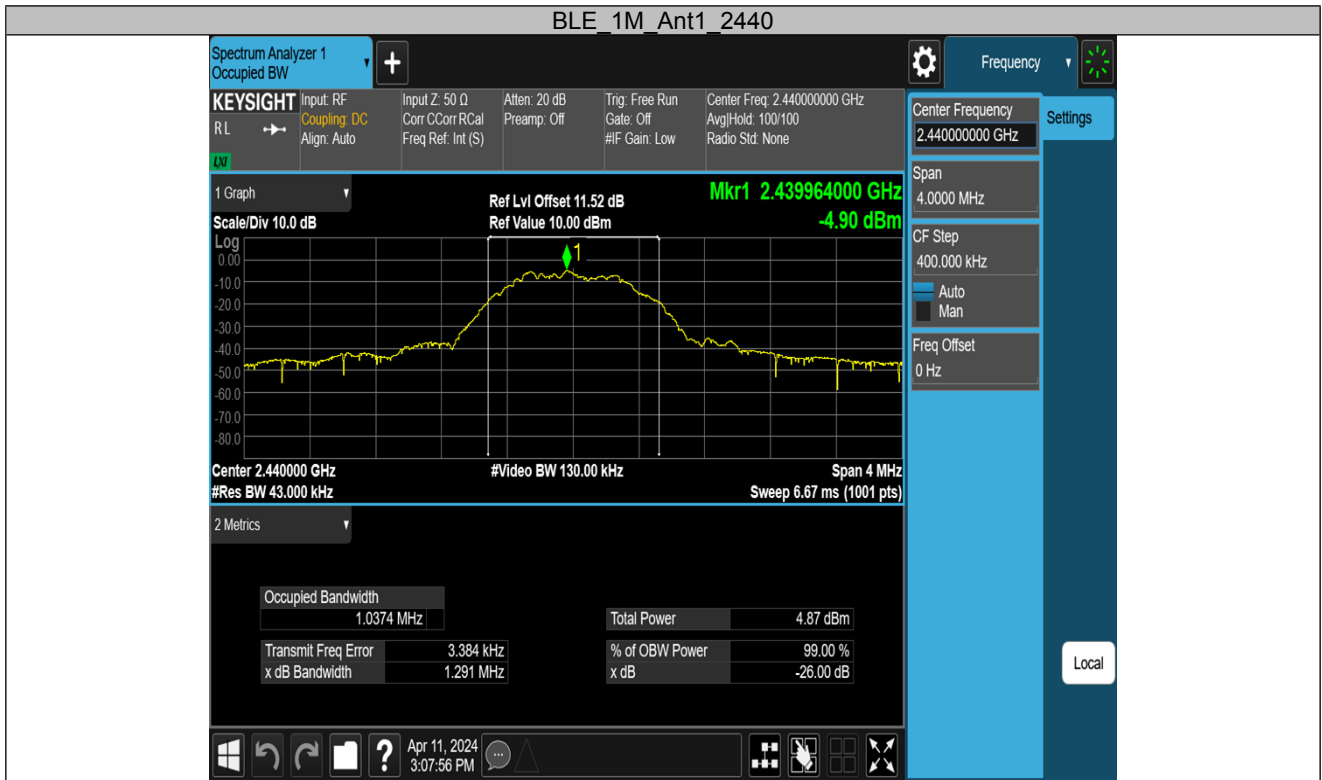 BLE_1M_Ant1_2440
Spectrum Analyzer 1
Occupied BW
Frequency
KEYSIGHT
RL
LXI
Input: RF
Coupling: DC
Align: Auto
Input Z: 50 Ω
Corr CCorr RCal
Freq Ref: Int (S)
Atten: 20 dB
Preamp: Off
Trig: Free Run
Gate: Off
#IF Gain: Low
Center Freq: 2.440000000 GHz
Avg|Hold: 100/100
Radio Std: None
Center Frequency
2.440000000 GHz
Settings
Span
4.0000 MHz
CF Step
400.000 kHz
Auto
Man
Freq Offset
0 Hz
Local
1 Graph
Scale/Div 10.0 dB
Ref Lvl Offset 11.52 dB
Ref Value 10.00 dBm
Mkr1 2.439964000 GHz
-4.90 dBm
Log
0.00
-10.0
-20.0
-30.0
-40.0
-50.0
-60.0
-70.0
-80.0
1
Center 2.440000 GHz
#Video BW 130.00 kHz
Span 4 MHz
#Res BW 43.000 kHz
Sweep 6.67 ms (1001 pts)
2 Metrics
Occupied Bandwidth
1.0374 MHz
Total Power 4.87 dBm
Transmit Freq Error 3.384 kHz
% of OBW Power 99.00 %
x dB Bandwidth 1.291 MHz
x dB -26.00 dB
?
Apr 11, 2024
3:07:56 PM